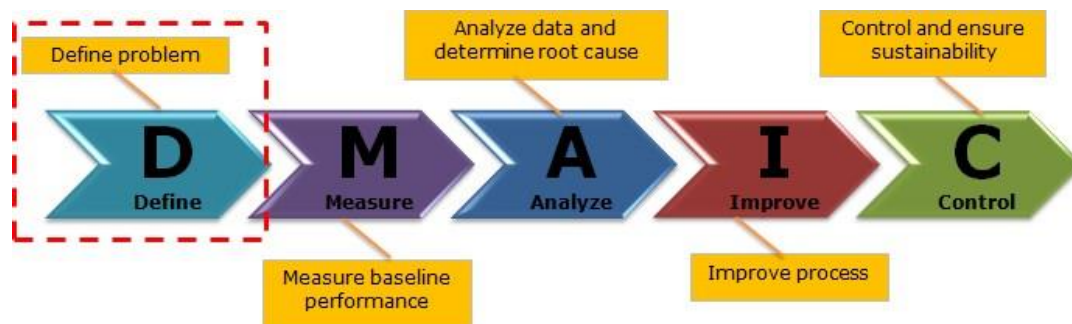 Define problem
Analyze data and
determine root cause
Control and ensure
sustainability
D
Define
M
Measure
A
Analyze
I
Improve
C
Control
Measure baseline
performance
Improve process